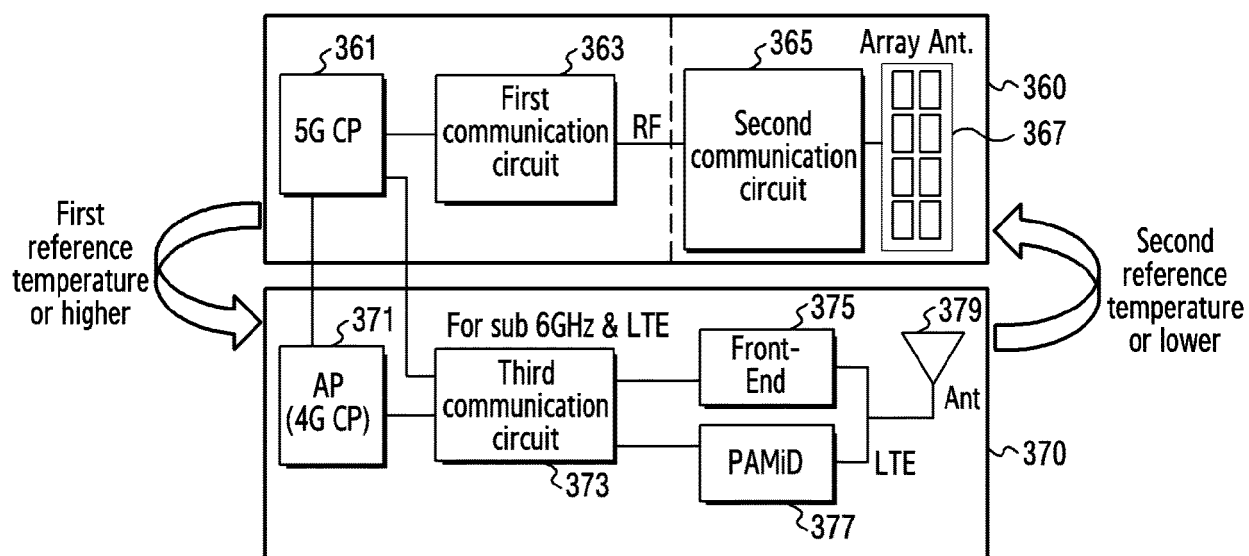 361
363
365
Array Ant.
360
367
5G CP
First
communication
circuit
RF
Second
communication
circuit
First
reference
temperature
or higher
Second
reference
temperature
or lower
371
For sub 6GHz & LTE
375
379
AP
(4G CP)
Third
communication
circuit
Front-
End
Ant
PAMiD
LTE
370
373
377